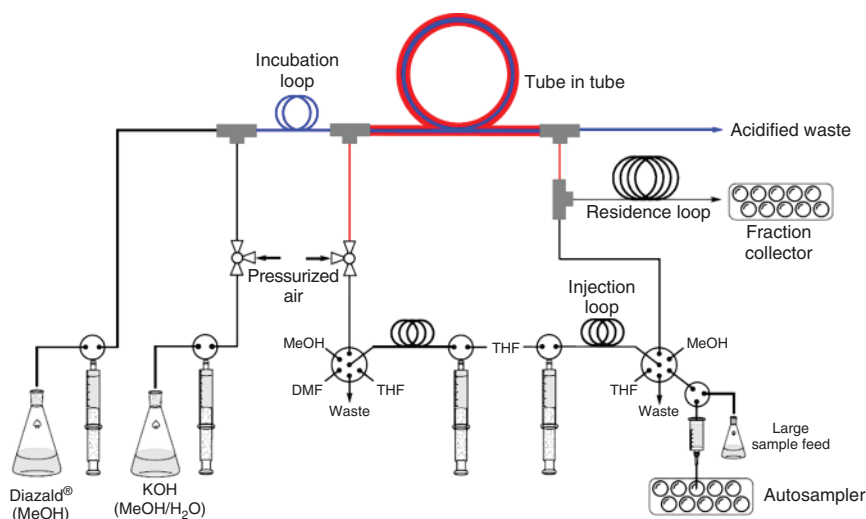 Incubation
loop
Tube in tube
Acidified waste
Residence loop
Fraction
collector
Pressurized
air
Injection
loop
MeOH
THF
MeOH
DMF
THF
THF
Waste
Waste
Large
sample feed
Diazald®
(MeOH)
KOH
(MeOH/H₂O)
Autosampler